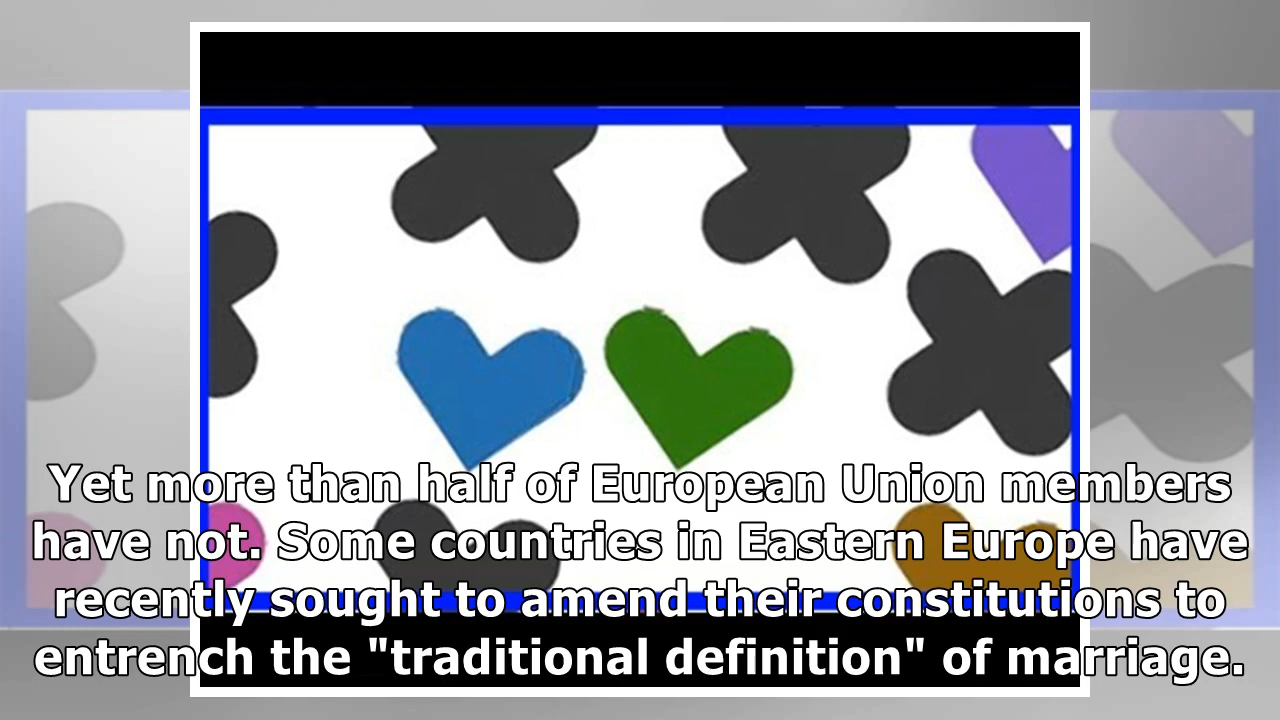 Yet more than half of European Union members
have not. Some countries in Eastern Europe have
recently sought to amend their constitutions to
entrench the "traditional definition" of marriage.